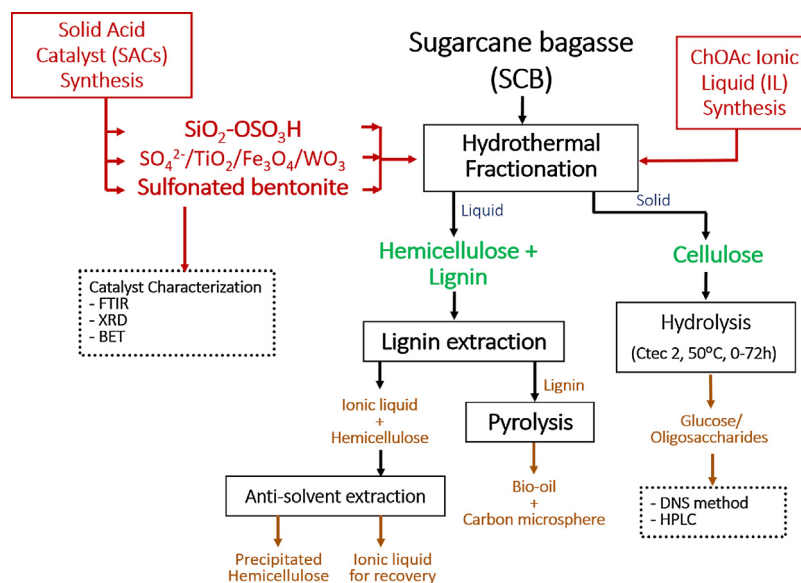 Solid Acid
Catalyst (SACs)
Synthesis
Sugarcane bagasse
(SCB)
ChOAc Ionic
Liquid (IL)
Synthesis
SiO₂-OSO₃H
SO₄²⁻/TiO₂/Fe₃O₄/WO₃
Sulfonated bentonite
Hydrothermal
Fractionation
Liquid
Solid
Hemicellulose +
Lignin
Cellulose
Catalyst Characterization
- FTIR
- XRD
- BET
Lignin extraction
Hydrolysis
(Ctec 2, 50ºC, 0-72h)
Lignin
Ionic liquid
+
Hemicellulose
Pyrolysis
Glucose/
Oligosaccharides
Anti-solvent extraction
Bio-oil
+
Carbon microsphere
- DNS method
- HPLC
Precipitated
Hemicellulose
Ionic liquid
for recovery